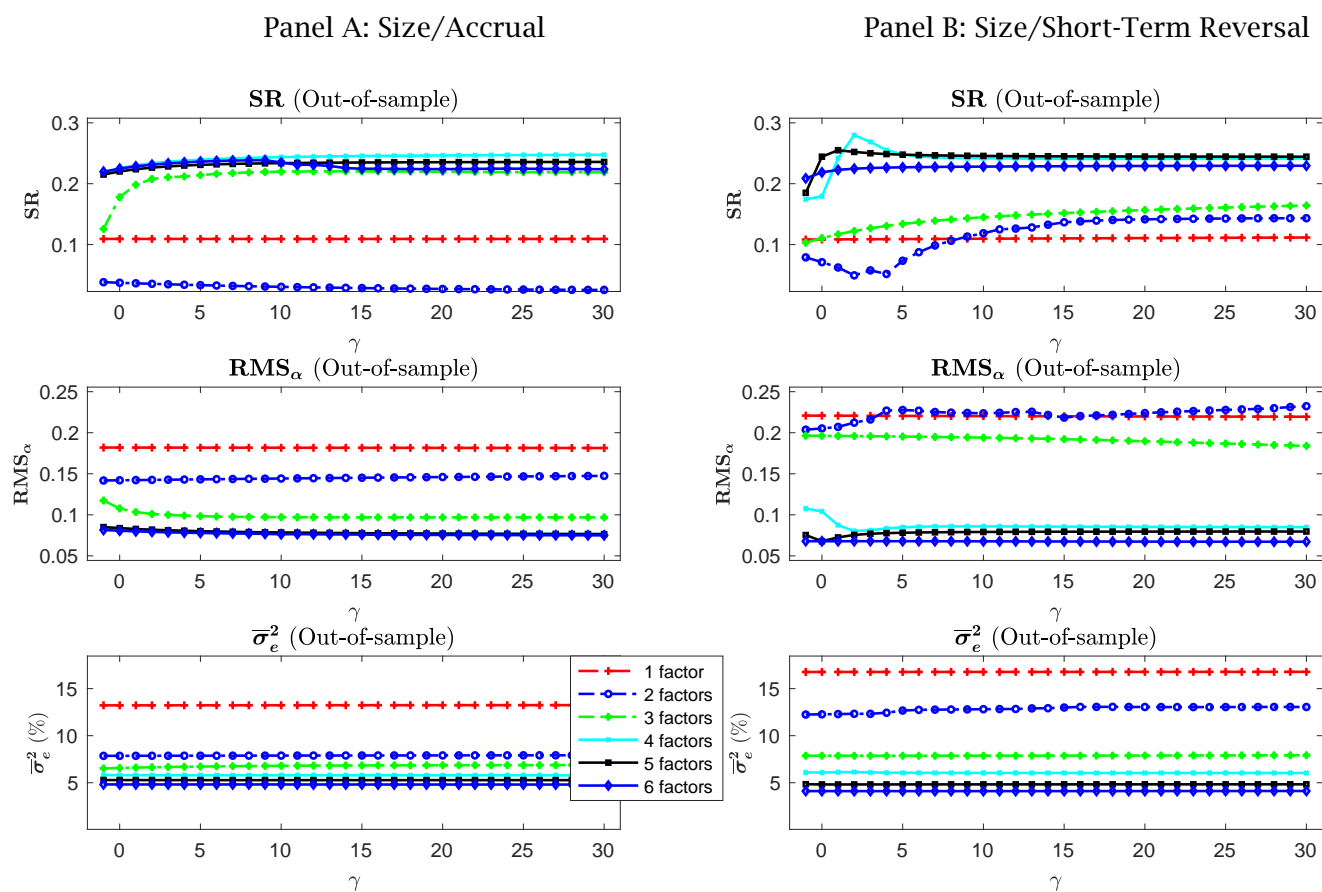 Panel A: Size/Accrual
SR (Out-of-sample)
SR
0.3
0.2
0.1
0 5 10 15 20 25 30
γ
RMSα (Out-of-sample)
RMSα
0.25
0.2
0.15
0.1
0.05
0 5 10 15 20 25 30
γ
σ̅²e (Out-of-sample)
σ̅²e (%)
15
10
5
0 5 10 15 20 25 30
γ
1 factor
2 factors
3 factors
4 factors
5 factors
6 factors
Panel B: Size/Short-Term Reversal
SR (Out-of-sample)
SR
0.3
0.2
0.1
0 5 10 15 20 25 30
γ
RMSα (Out-of-sample)
RMSα
0.25
0.2
0.15
0.1
0.05
0 5 10 15 20 25 30
γ
σ̅²e (Out-of-sample)
σ̅²e (%)
15
10
5
0 5 10 15 20 25 30
γ